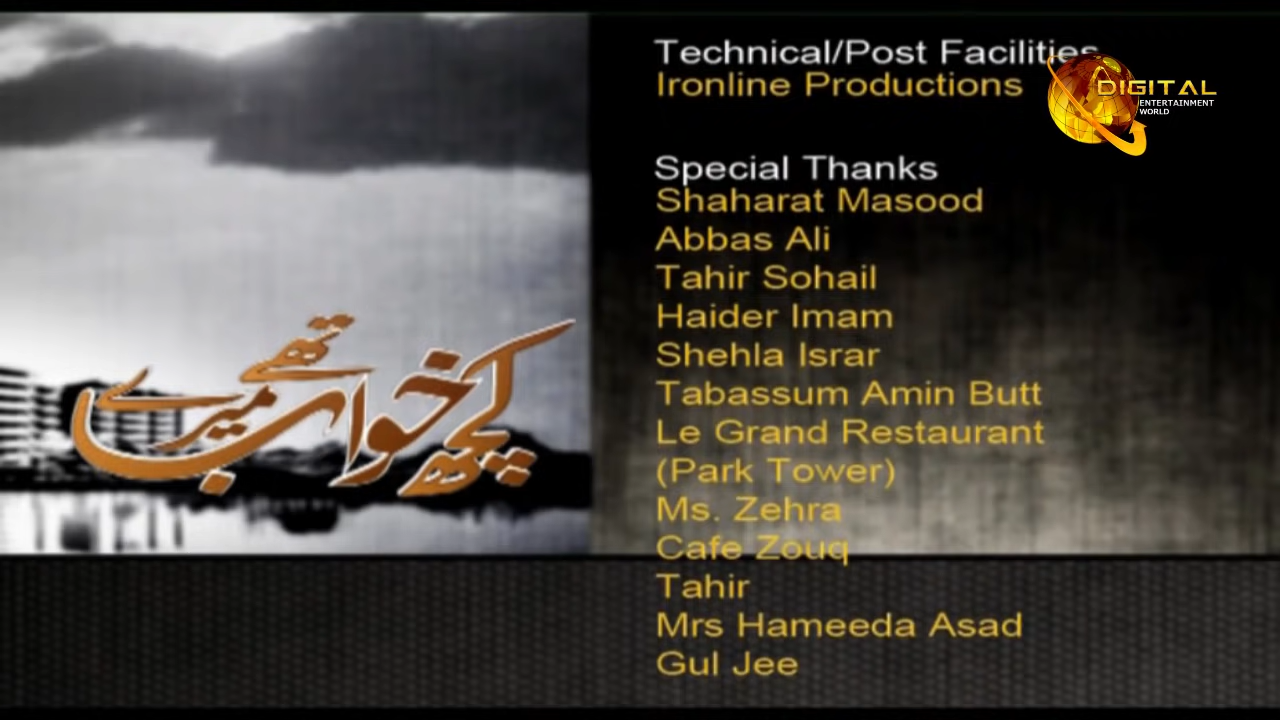 Technical/Post Facilities
Ironline Productions
DIGITAL
ENTERTAINMENT
WORLD
Special Thanks
Shaharat Masood
Abbas Ali
Tahir Sohail
Haider Imam
Shehla Israr
Tabassum Amin Butt
Le Grand Restaurant
(Park Tower)
Ms. Zehra
Cafe Zouq
Tahir
Mrs Hameeda Asad
Gul Jee
کچھ خواب تھے میرے